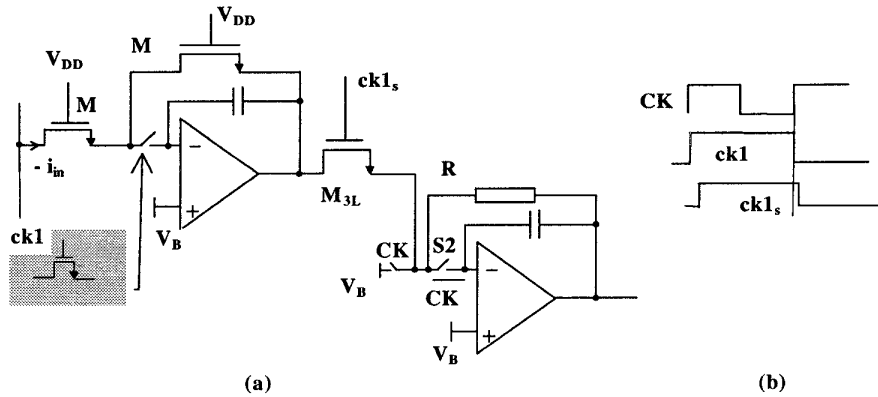 V_DD
M
V_DD
M
ck1_s
- i_in
−
+
V_B
ck1
M_3L
R
CK
S2
CK
V_B
−
+
V_B
CK
ck1
ck1_s
(a)
(b)